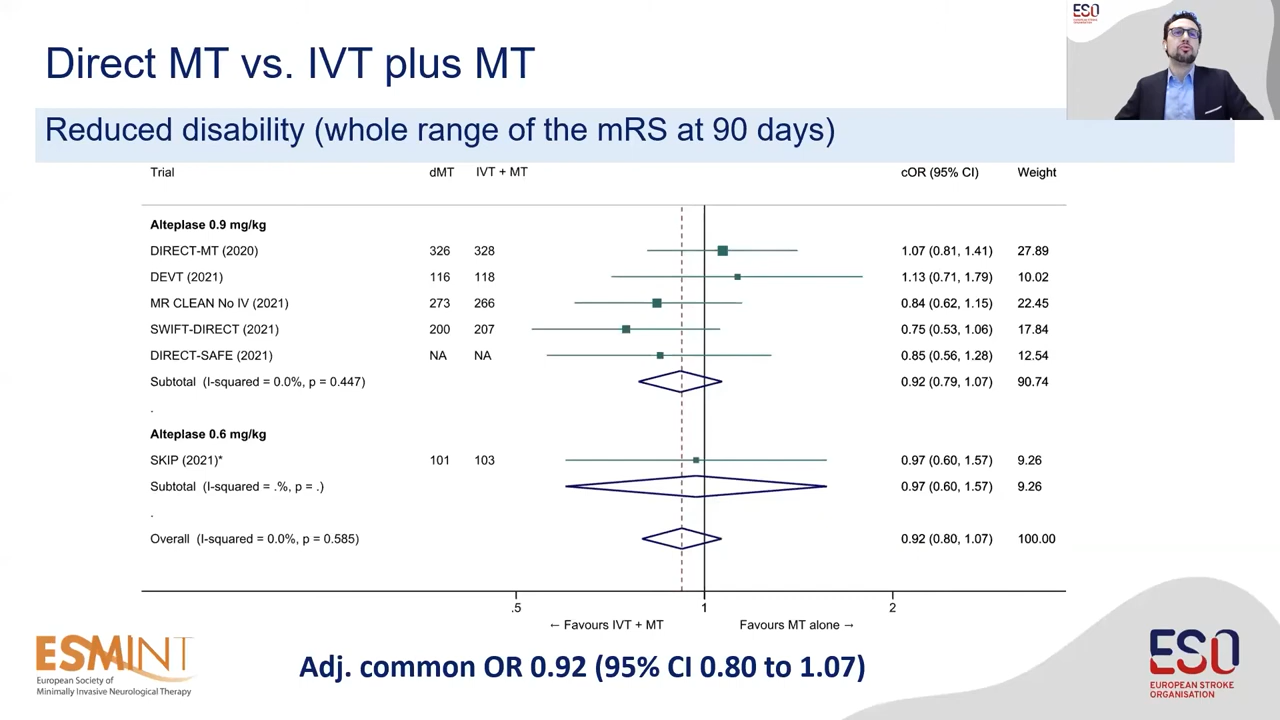 Direct MT vs. IVT plus MT
ESO
EUROPEAN STROKE
ORGANISATION
Reduced disability (whole range of the mRS at 90 days)
Trial dMT IVT + MT cOR (95% CI) Weight
Alteplase 0.9 mg/kg
DIRECT-MT (2020) 326 328 1.07 (0.81, 1.41) 27.89
DEVT (2021) 116 118 1.13 (0.71, 1.79) 10.02
MR CLEAN No IV (2021) 273 266 0.84 (0.62, 1.15) 22.45
SWIFT-DIRECT (2021) 200 207 0.75 (0.53, 1.06) 17.84
DIRECT-SAFE (2021) NA NA 0.85 (0.56, 1.28) 12.54
Subtotal (I-squared = 0.0%, p = 0.447) 0.92 (0.79, 1.07) 90.74
.
Alteplase 0.6 mg/kg
SKIP (2021)* 101 103 0.97 (0.60, 1.57) 9.26
Subtotal (I-squared = .%, p = .) 0.97 (0.60, 1.57) 9.26
.
Overall (I-squared = 0.0%, p = 0.585) 0.92 (0.80, 1.07) 100.00
.5 1 2
← Favours IVT + MT Favours MT alone →
ESMINT
European Society of
Minimally Invasive Neurological Therapy
Adj. common OR 0.92 (95% CI 0.80 to 1.07)
ESO
EUROPEAN STROKE
ORGANISATION